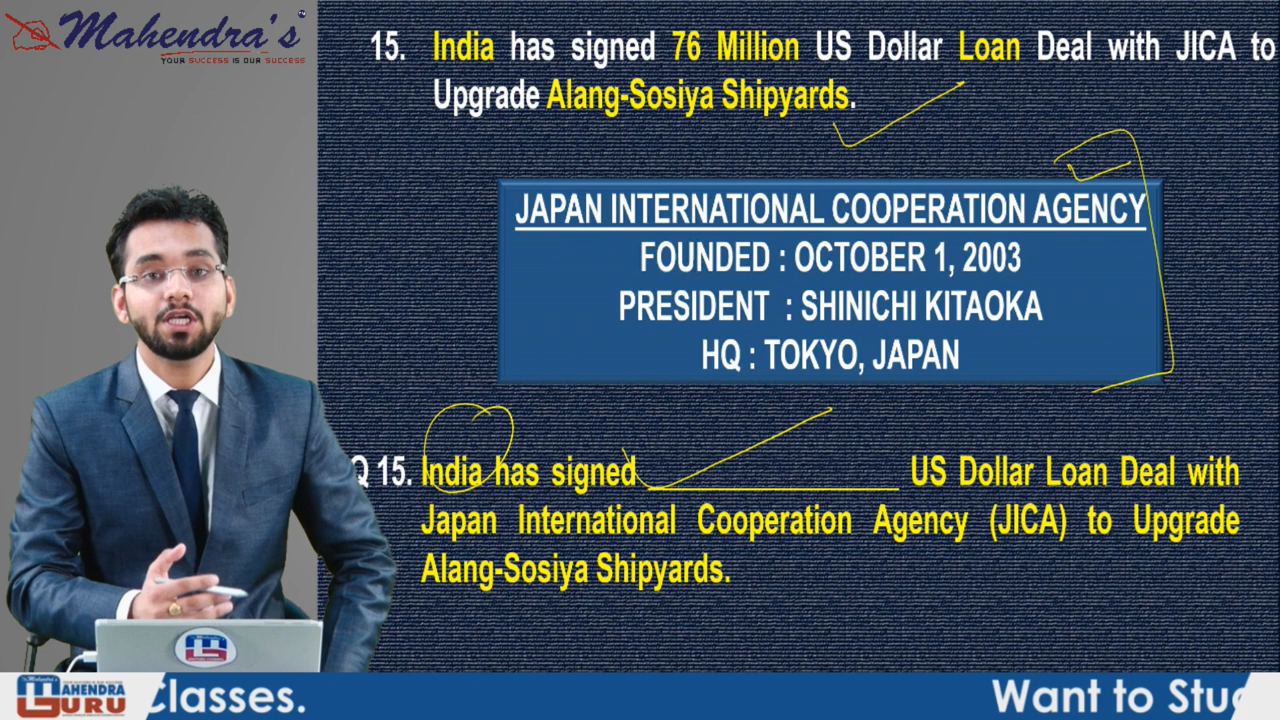 Mahendra's
YOUR SUCCESS IS OUR SUCCESS
15. India has signed 76 Million US Dollar Loan Deal with JICA to
Upgrade Alang-Sosiya Shipyards.
JAPAN INTERNATIONAL COOPERATION AGENCY
FOUNDED : OCTOBER 1, 2003
PRESIDENT : SHINICHI KITAOKA
HQ : TOKYO, JAPAN
Q 15. India has signed____________________ US Dollar Loan Deal with
Japan International Cooperation Agency (JICA) to Upgrade
Alang-Sosiya Shipyards.
MAHENDRA
GURU
Classes.
Want to Stu